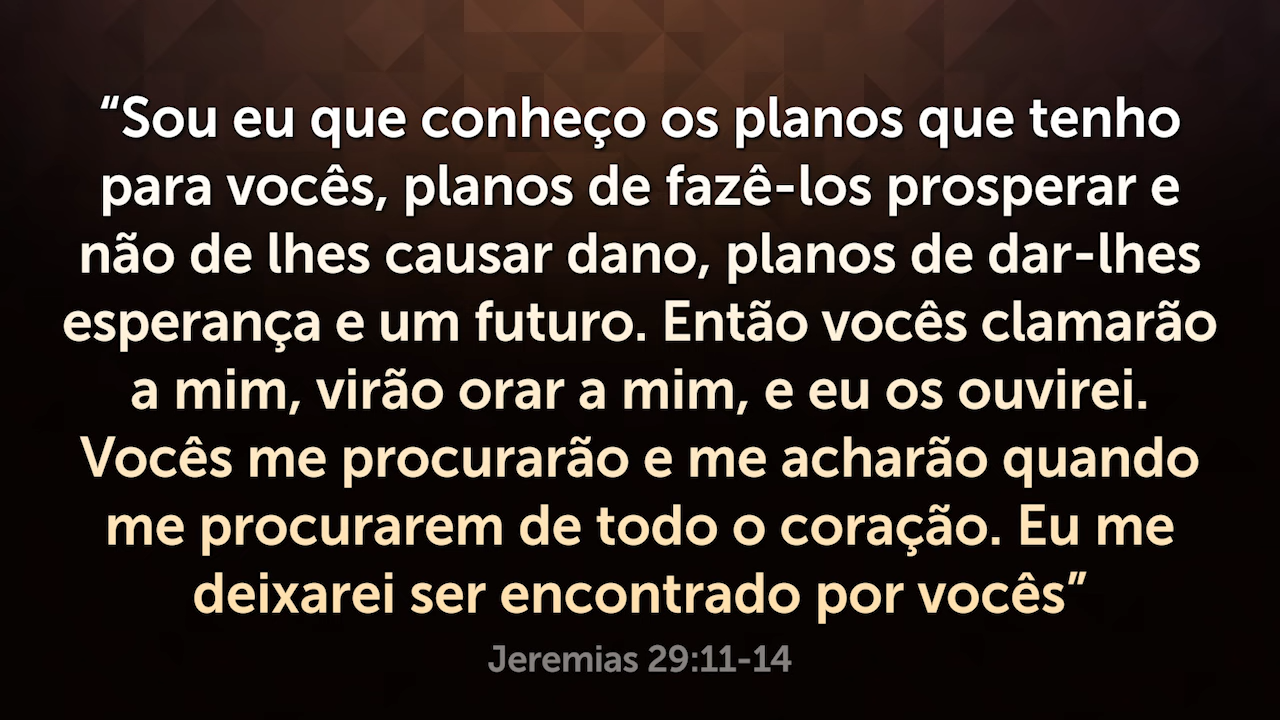 “Sou eu que conheço os planos que tenho
para vocês, planos de fazê-los prosperar e
não de lhes causar dano, planos de dar-lhes
esperança e um futuro. Então vocês clamarão
a mim, virão orar a mim, e eu os ouvirei.
Vocês me procurarão e me acharão quando
me procurarem de todo o coração. Eu me
deixarei ser encontrado por vocês”
Jeremias 29:11-14